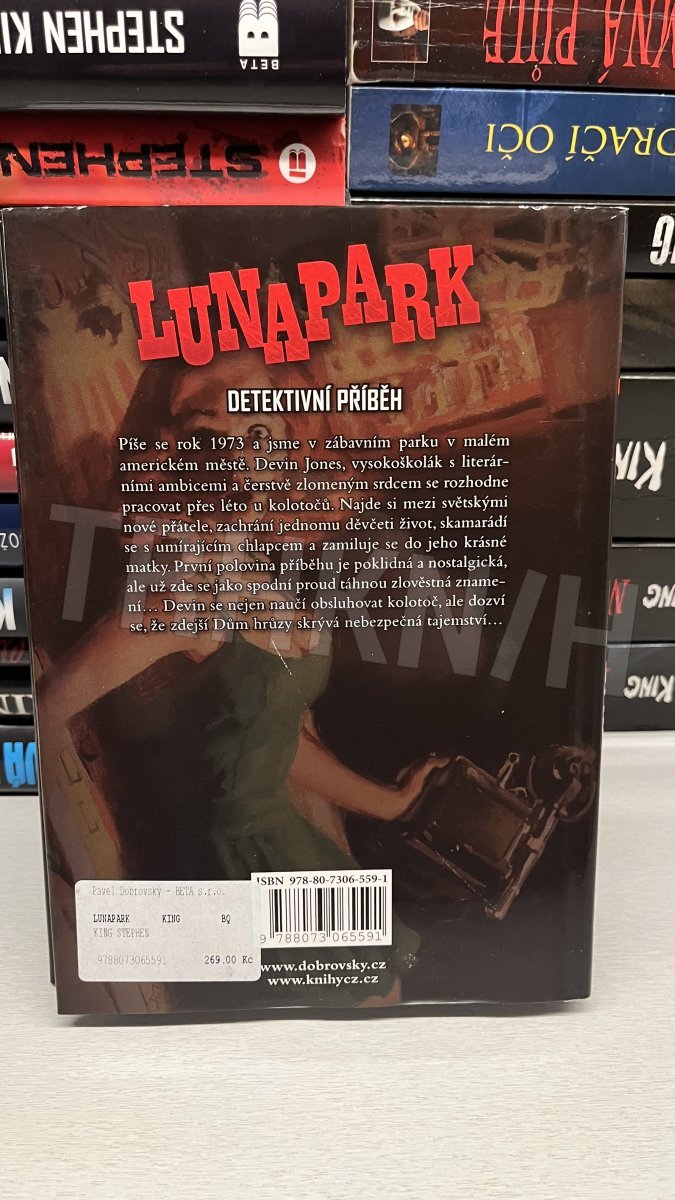 STEPHEN KI
BETA
MNÁ PŮLE
STEPHEN
DRAČÍ OČI
LUNAPARK
DETEKTIVNÍ PŘÍBĚH
Píše se rok 1973 a jsme v zábavním parku v malém
americkém městě. Devin Jones, vysokoškolák s literár-
ními ambicemi a čerstvě zlomeným srdcem se rozhodne
pracovat přes léto u kolotočů. Najde si mezi světskými
nové přátele, zachrání jednomu děvčeti život, skamarádí
se s umírajícím chlapcem a zamiluje se do jeho krásné
matky. První polovina příběhu je poklidná a nostalgická,
ale už zde se jako spodní proud táhnou zlověstná zname-
ní... Devin se nejen naučí obsluhovat kolotoč, ale dozví
se, že zdejší Dům hrůzy skrývá nebezpečná tajemství...
KING
KING
ISBN 978-80-7306-559-1
9 788073 065591
Pavel Dobrovský - BETA s.r.o.
LUNAPARK KING BQ
KING STEPHEN
9788073065591 269.00 Kč
www.dobrovsky.cz
www.knihycz.cz